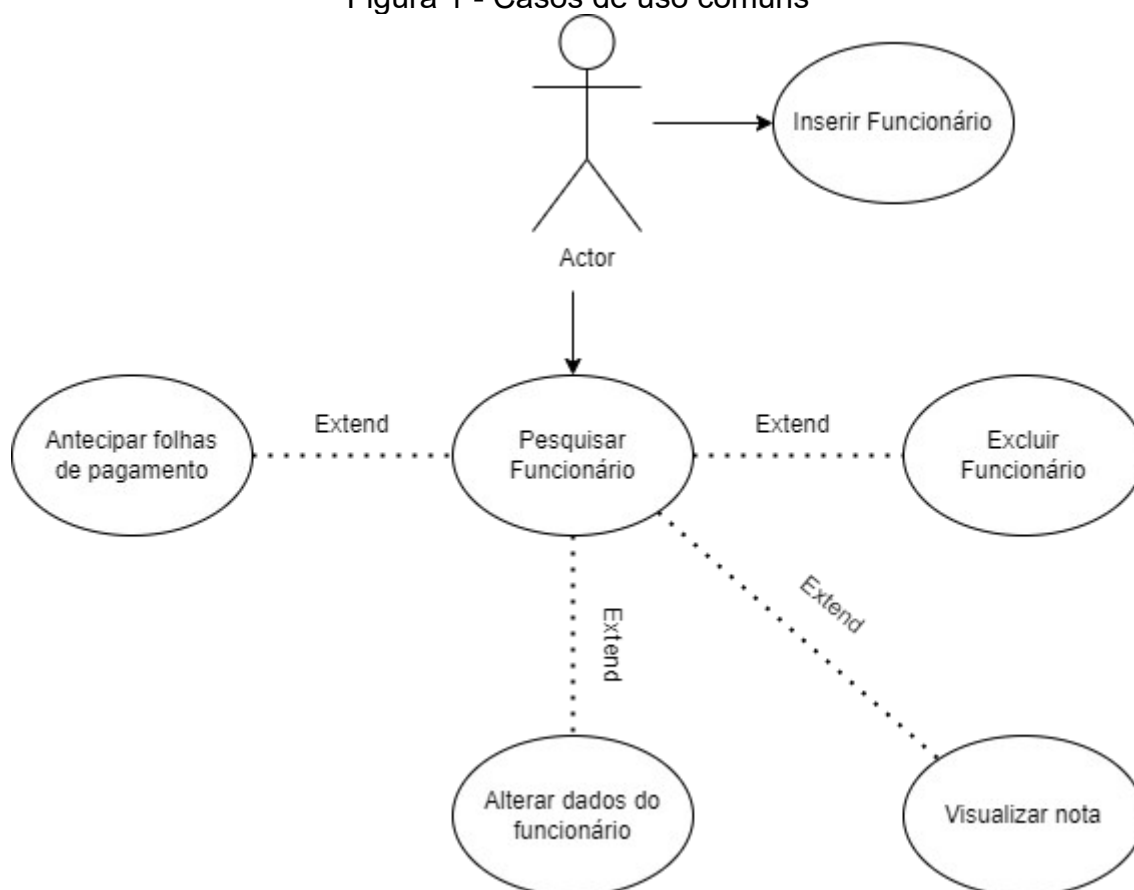 Figura 1 - Casos de uso comuns
Inserir Funcionário
Actor
Antecipar folhas
de pagamento
Extend
Pesquisar
Funcionário
Extend
Excluir
Funcionário
Extend
Extend
Alterar dados do
funcionário
Visualizar nota